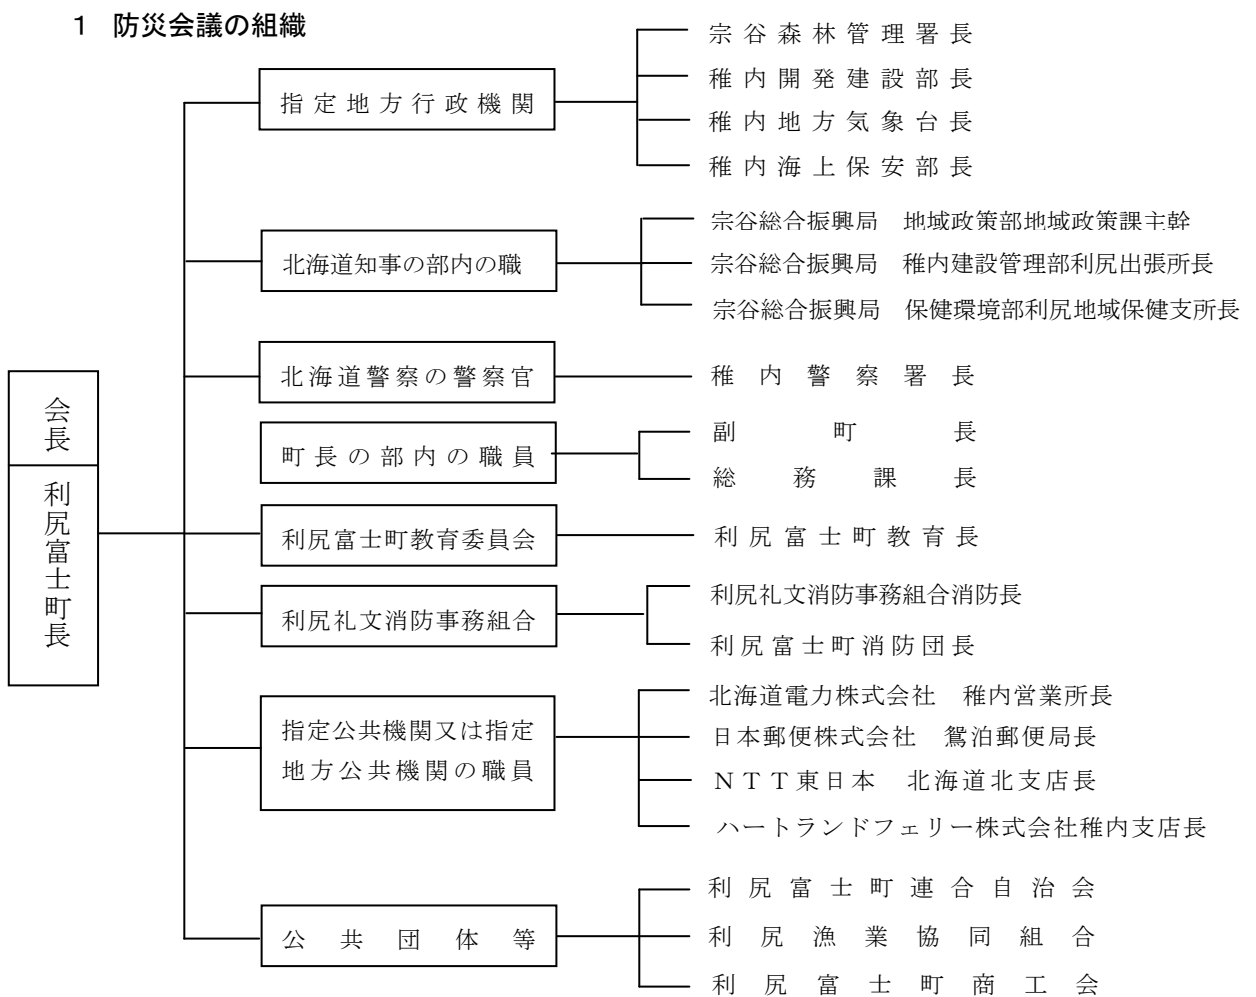 1 防災会議の組織
会長
利尻富士町長
指定地方行政機関
宗谷森林管理署長
稚内開発建設部長
稚内地方気象台長
稚内海上保安部長
北海道知事の部内の職
宗谷総合振興局 地域政策部地域政策課主幹
宗谷総合振興局 稚内建設管理部利尻出張所長
宗谷総合振興局 保健環境部利尻地域保健支所長
北海道警察の警察官
稚内警察署長
町長の部内の職員
副町長
総務課長
利尻富士町教育委員会
利尻富士町教育長
利尻礼文消防事務組合
利尻礼文消防事務組合消防長
利尻富士町消防団長
指定公共機関又は指定
地方公共機関の職員
北海道電力株式会社 稚内営業所長
日本郵便株式会社 鴛泊郵便局長
NTT東日本 北海道北支店長
ハートランドフェリー株式会社稚内支店長
公共団体等
利尻富士町連合自治会
利尻漁業協同組合
利尻富士町商工会